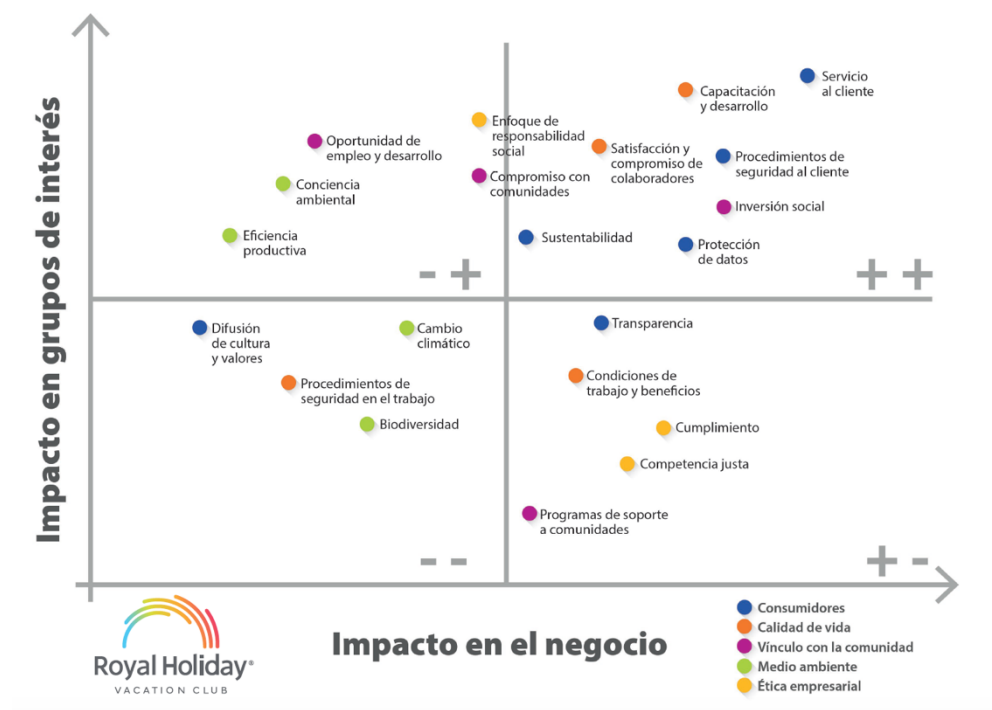 Impacto en grupos de interés
Servicio
al cliente
Capacitación
y desarrollo
Enfoque de
responsabilidad
social
Oportunidad de
empleo y desarrollo
Satisfacción y
compromiso de
colaboradores
Procedimientos de
seguridad al cliente
Conciencia
ambiental
Compromiso con
comunidades
Inversión social
Eficiencia
productiva
Sustentabilidad
Protección
de datos
- +
+ +
Difusión
de cultura
y valores
Cambio
climático
Transparencia
Procedimientos de
seguridad en el trabajo
Condiciones de
trabajo y beneficios
Biodiversidad
Cumplimiento
Competencia justa
Programas de soporte
a comunidades
- -
+ -
Royal Holiday®
VACATION CLUB
Impacto en el negocio
Consumidores
Calidad de vida
Vínculo con la comunidad
Medio ambiente
Ética empresarial